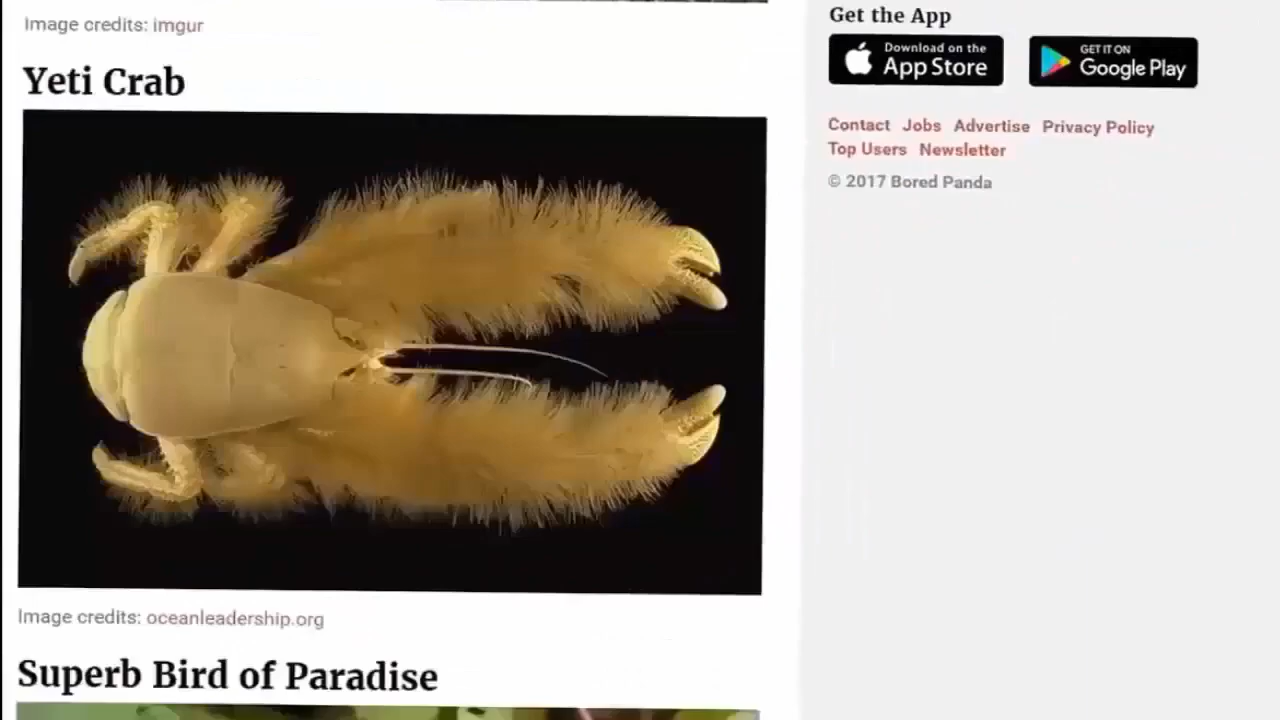 Image credits: imgur
Yeti Crab
Image credits: oceanleadership.org
Superb Bird of Paradise
Get the App
Download on the
App Store
GET IT ON
Google Play
Contact Jobs Advertise Privacy Policy
Top Users Newsletter
© 2017 Bored Panda